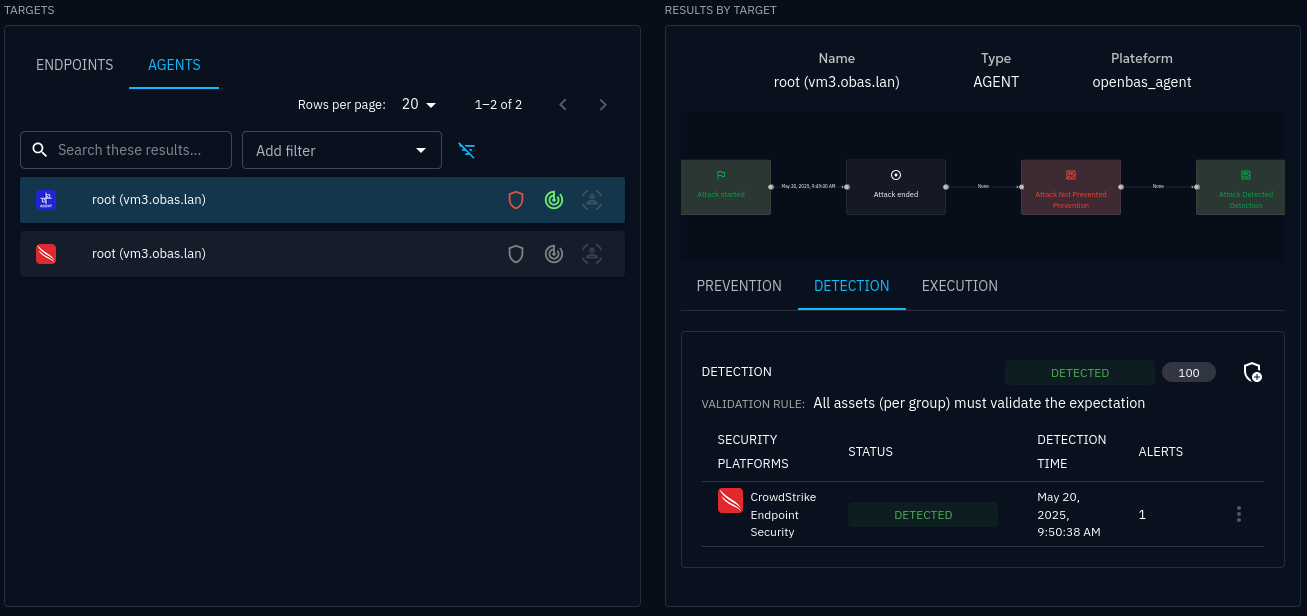 TARGETS
ENDPOINTS
AGENTS
Rows per page:
20
1–2 of 2
Search these results...
Add filter
AGENT
root (vm3.obas.lan)
root (vm3.obas.lan)
RESULTS BY TARGET
Name
Type
Plateform
root (vm3.obas.lan)
AGENT
openbas_agent
Attack started
May 20, 2025, 9:49:00 AM
Attack ended
None
Attack Not Prevented
Prevention
None
Attack Detected
Detection
PREVENTION
DETECTION
EXECUTION
DETECTION
DETECTED
100
VALIDATION RULE:
All assets (per group) must validate the expectation
SECURITY
PLATFORMS
STATUS
DETECTION
TIME
ALERTS
CrowdStrike
Endpoint
Security
DETECTED
May 20,
2025,
9:50:38 AM
1